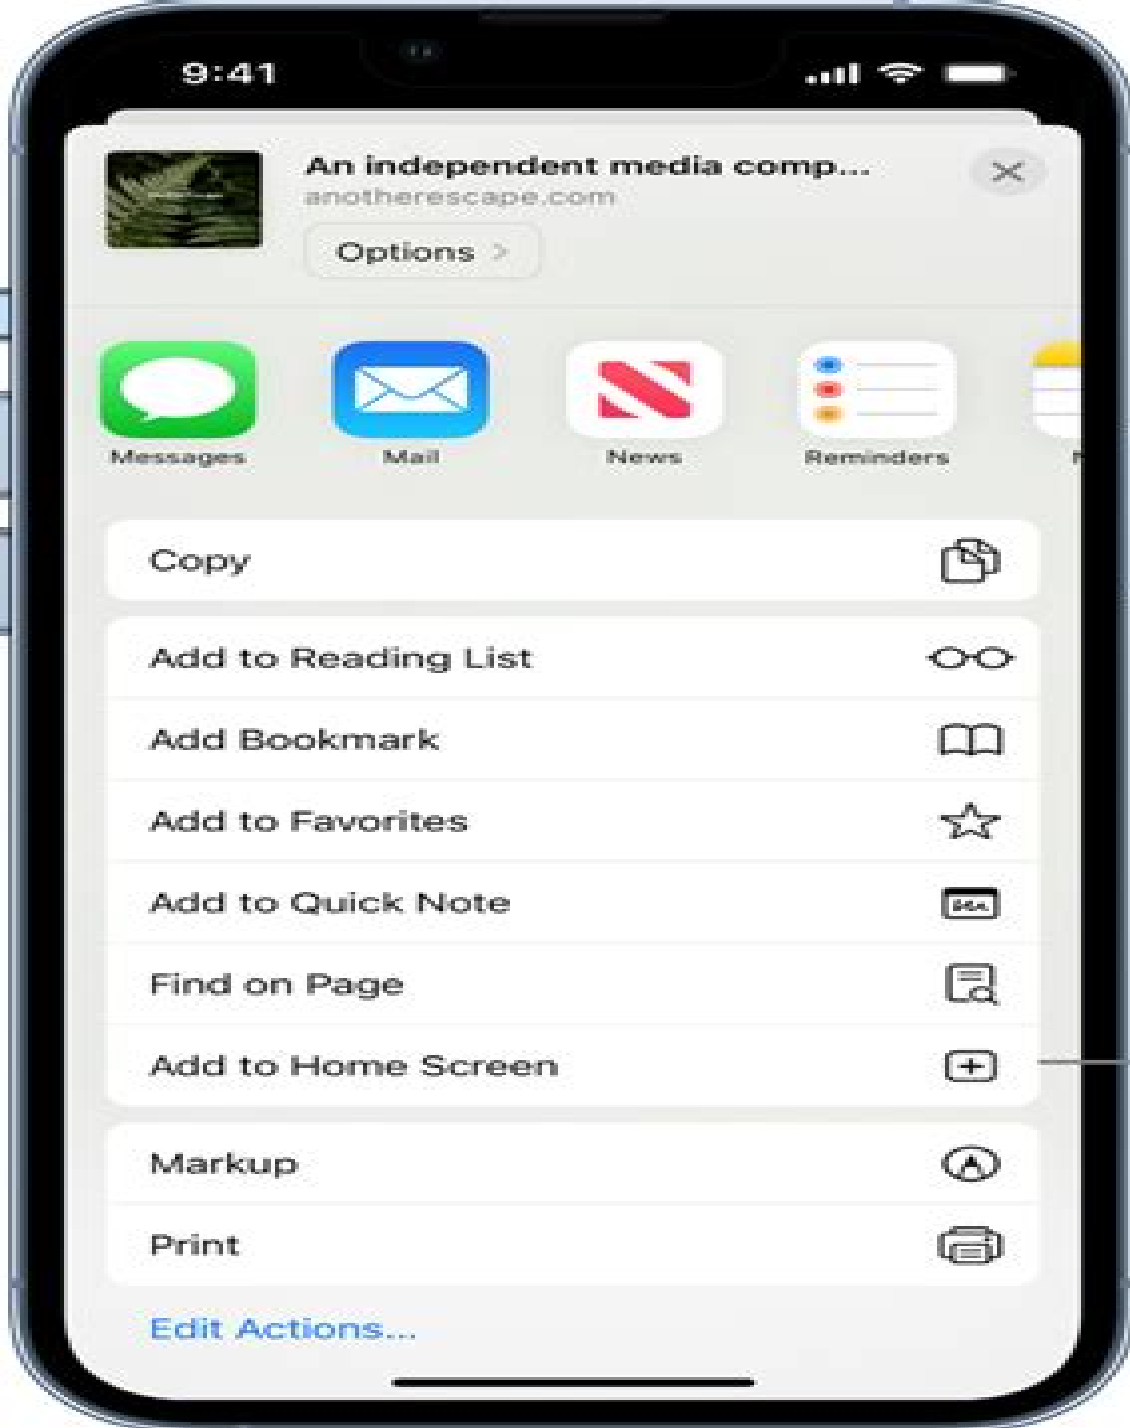 9:41
An independent media comp...
anotherescape.com
Options
Messages
Mail
News
Reminders
Copy
Add to Reading List
Add Bookmark
Add to Favorites
Add to Quick Note
Find on Page
Add to Home Screen
Markup
Print
Edit Actions...